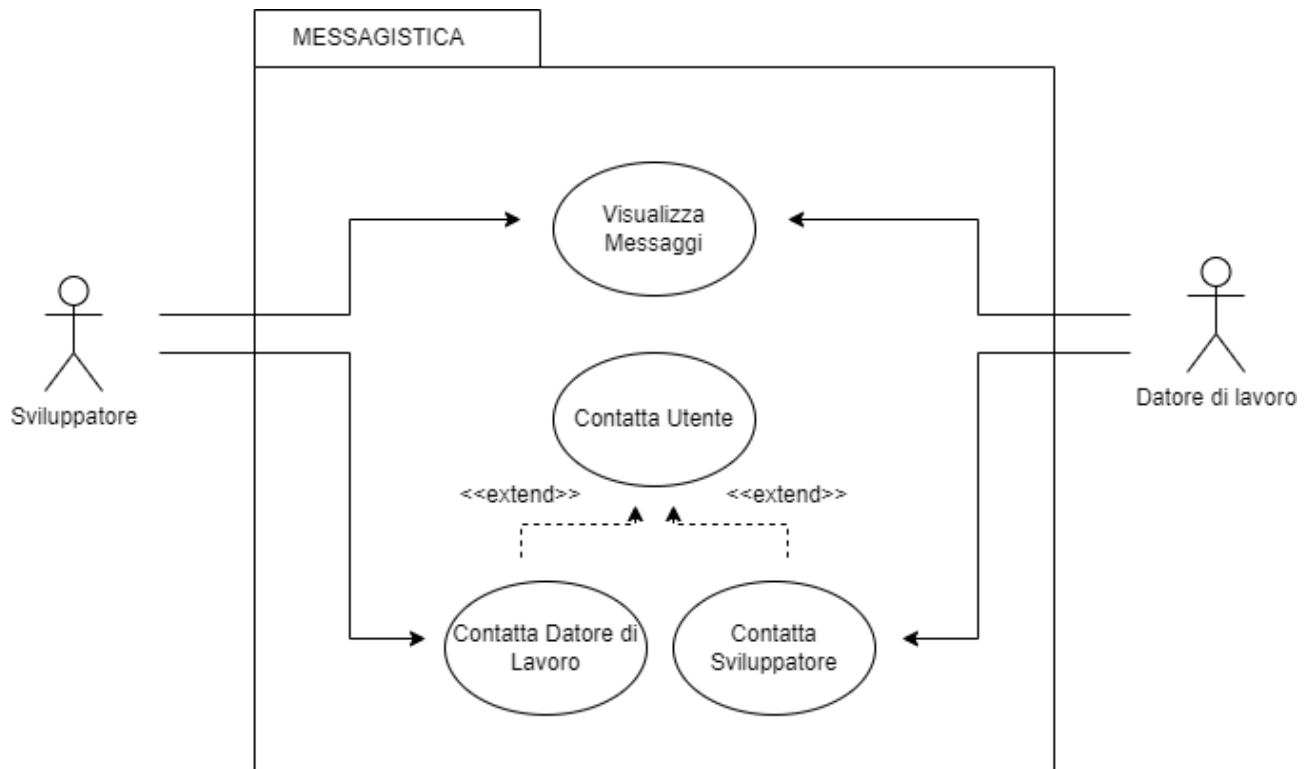 MESSAGISTICA
Visualizza
Messaggi
Sviluppatore
Datore di lavoro
Contatta Utente
<<extend>>
<<extend>>
Contatta Datore di
Lavoro
Contatta
Sviluppatore